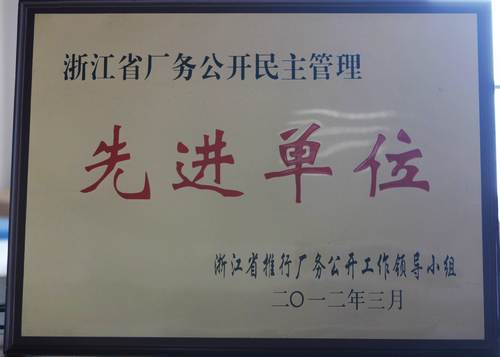 浙江省厂务公开民主管理
先进单位
浙江省推行厂务公开工作领导小组
二〇一二年三月